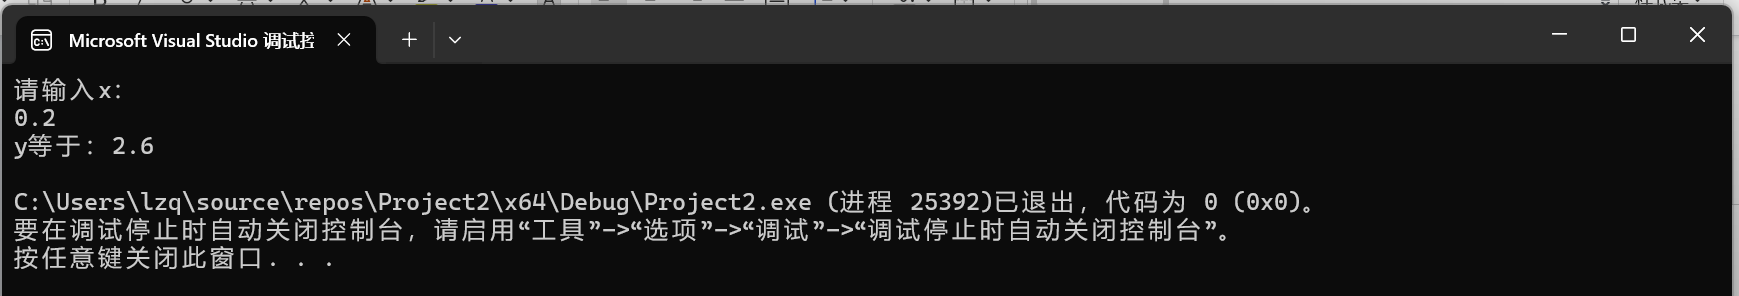 Microsoft Visual Studio 调试控
请输入x：
0.2
y等于：2.6
C:\Users\lzq\source\repos\Project2\x64\Debug\Project2.exe (进程 25392)已退出，代码为 0 (0x0)。
要在调试停止时自动关闭控制台，请启用“工具”->“选项”->“调试”->“调试停止时自动关闭控制台”。
按任意键关闭此窗口. . .